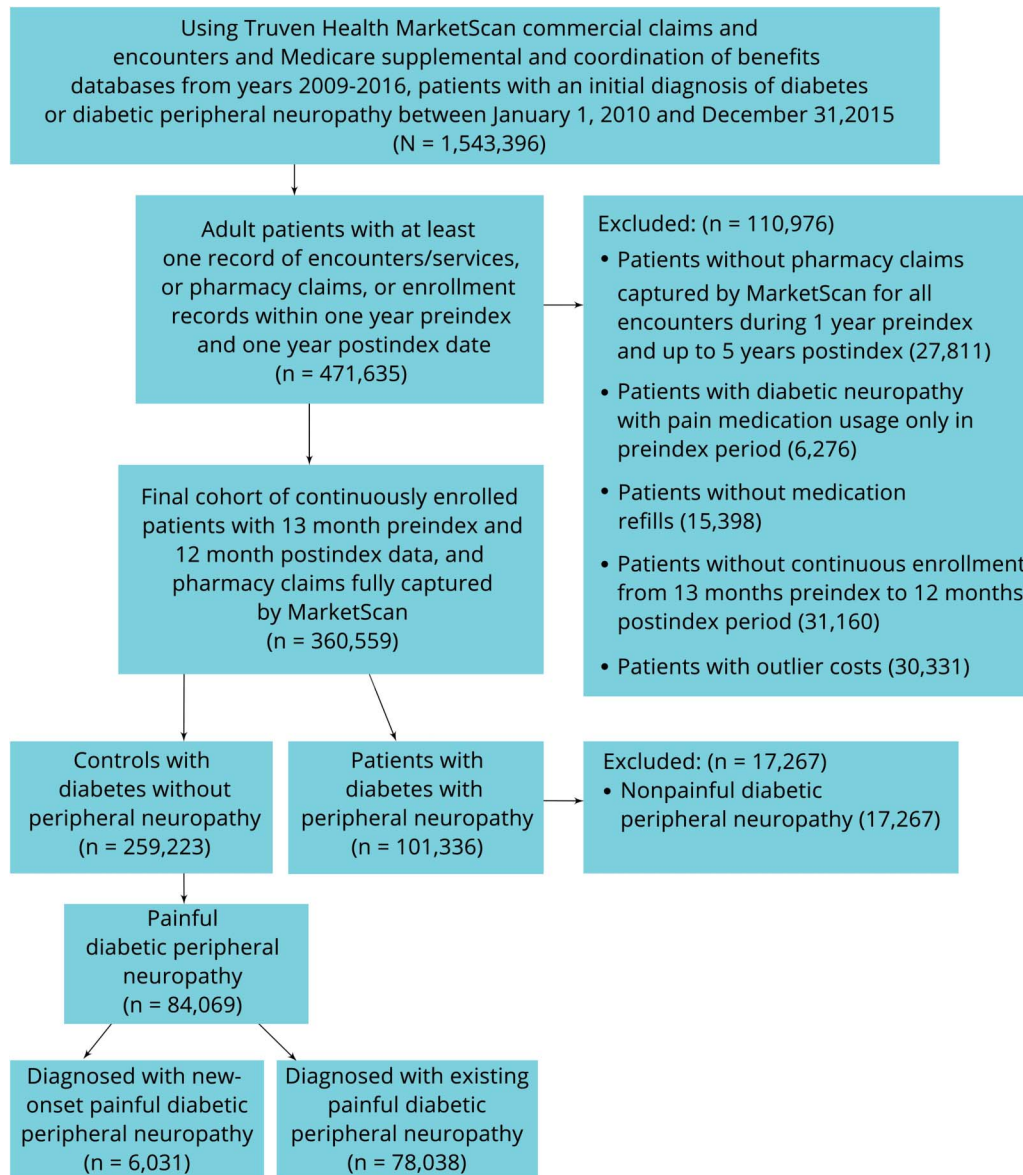 Using Truven Health MarketScan commercial claims and
encounters and Medicare supplemental and coordination of benefits
databases from years 2009-2016, patients with an initial diagnosis of diabetes
or diabetic peripheral neuropathy between January 1, 2010 and December 31,2015
(N = 1,543,396)
Adult patients with at least
one record of encounters/services,
or pharmacy claims, or enrollment
records within one year preindex
and one year postindex date
(n = 471,635)
Excluded: (n = 110,976)
• Patients without pharmacy claims
captured by MarketScan for all
encounters during 1 year preindex
and up to 5 years postindex (27,811)
• Patients with diabetic neuropathy
with pain medication usage only in
preindex period (6,276)
• Patients without medication
refills (15,398)
• Patients without continuous enrollment
from 13 months preindex to 12 months
postindex period (31,160)
• Patients with outlier costs (30,331)
Final cohort of continuously enrolled
patients with 13 month preindex and
12 month postindex data, and
pharmacy claims fully captured
by MarketScan
(n = 360,559)
Controls with
diabetes without
peripheral neuropathy
(n = 259,223)
Patients with
diabetes with
peripheral neuropathy
(n = 101,336)
Excluded: (n = 17,267)
• Nonpainful diabetic
peripheral neuropathy (17,267)
Painful
diabetic peripheral
neuropathy
(n = 84,069)
Diagnosed with new-
onset painful diabetic
peripheral neuropathy
(n = 6,031)
Diagnosed with existing
painful diabetic
peripheral neuropathy
(n = 78,038)